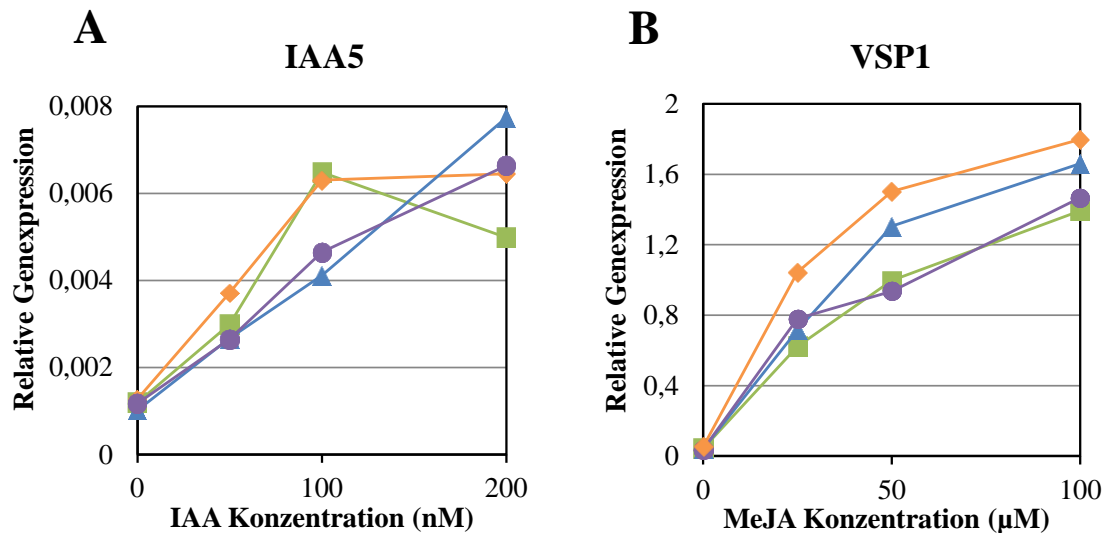 A
IAA5
Relative Genexpression
0,008
0,006
0,004
0,002
0
0 100 200
IAA Konzentration (nM)
B
VSP1
Relative Genexpression
2
1,6
1,2
0,8
0,4
0
0 50 100
MeJA Konzentration (µM)